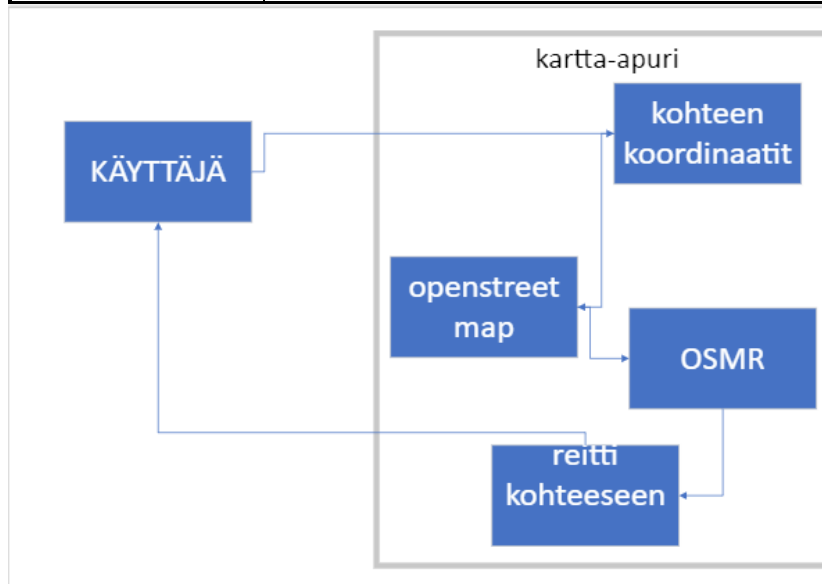 kartta-apuri
kohteen
koordinaatit
KÄYTTÄJÄ
openstreet
map
OSMR
reitti
kohteeseen